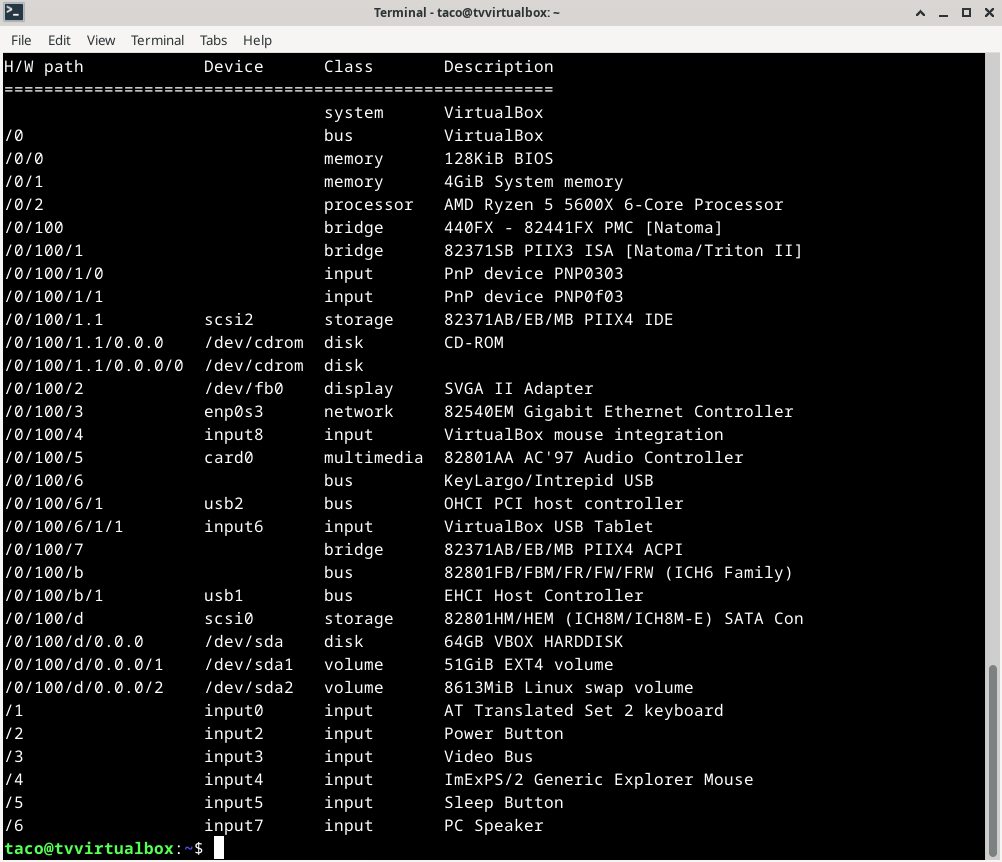 Terminal - taco@tvvirtualbox: ~
File Edit View Terminal Tabs Help
H/W path            Device      Class       Description
=======================================================
                                system      VirtualBox
/0                              bus         VirtualBox
/0/0                            memory      128KiB BIOS
/0/1                            memory      4GiB System memory
/0/2                            processor   AMD Ryzen 5 5600X 6-Core Processor
/0/100                          bridge      440FX - 82441FX PMC [Natoma]
/0/100/1                        bridge      82371SB PIIX3 ISA [Natoma/Triton II]
/0/100/1/0                      input       PnP device PNP0303
/0/100/1/1                      input       PnP device PNP0f03
/0/100/1.1          scsi2       storage     82371AB/EB/MB PIIX4 IDE
/0/100/1.1/0.0.0    /dev/cdrom  disk        CD-ROM
/0/100/1.1/0.0.0/0  /dev/cdrom  disk
/0/100/2            /dev/fb0    display     SVGA II Adapter
/0/100/3            enp0s3      network     82540EM Gigabit Ethernet Controller
/0/100/4            input8      input       VirtualBox mouse integration
/0/100/5            card0       multimedia  82801AA AC'97 Audio Controller
/0/100/6                        bus         KeyLargo/Intrepid USB
/0/100/6/1          usb2        bus         OHCI PCI host controller
/0/100/6/1/1        input6      input       VirtualBox USB Tablet
/0/100/7                        bridge      82371AB/EB/MB PIIX4 ACPI
/0/100/b                        bus         82801FB/FBM/FR/FW/FRW (ICH6 Family)
/0/100/b/1          usb1        bus         EHCI Host Controller
/0/100/d            scsi0       storage     82801HM/HEM (ICH8M/ICH8M-E) SATA Con
/0/100/d/0.0.0      /dev/sda    disk        64GB VBOX HARDDISK
/0/100/d/0.0.0/1    /dev/sda1   volume      51GiB EXT4 volume
/0/100/d/0.0.0/2    /dev/sda2   volume      8613MiB Linux swap volume
/1                  input0      input       AT Translated Set 2 keyboard
/2                  input2      input       Power Button
/3                  input3      input       Video Bus
/4                  input4      input       ImExPS/2 Generic Explorer Mouse
/5                  input5      input       Sleep Button
/6                  input7      input       PC Speaker
taco@tvvirtualbox:~$